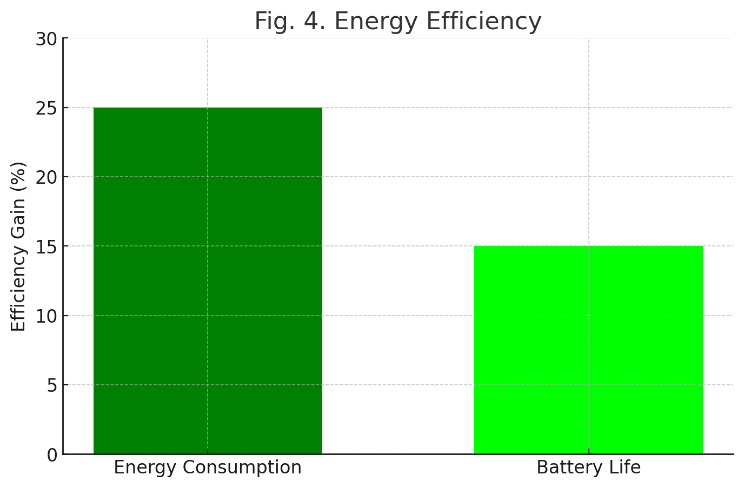 Fig. 4. Energy Efficiency
Efficiency Gain (%)
30
25
20
15
10
5
0
Energy Consumption
Battery Life